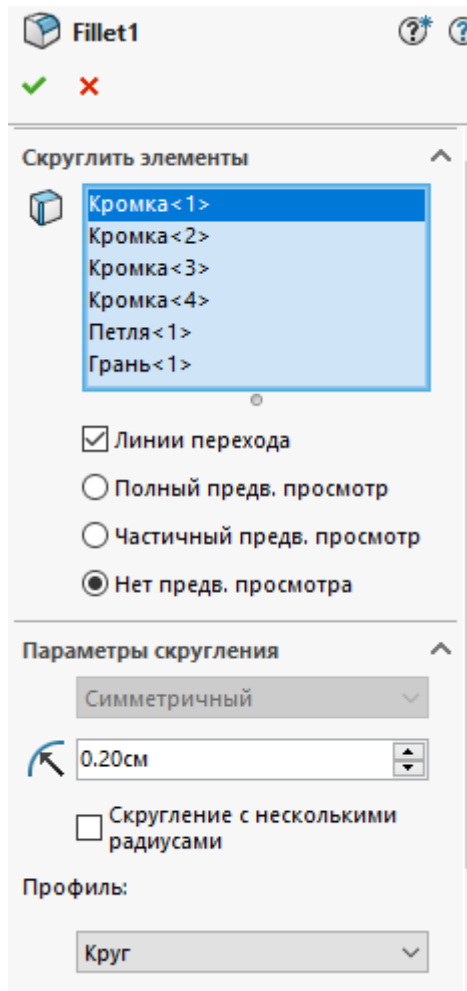 Fillet1
Скруглить элементы
Кромка<1>
Кромка<2>
Кромка<3>
Кромка<4>
Петля<1>
Грань<1>
Линии перехода
Полный предв. просмотр
Частичный предв. просмотр
Нет предв. просмотра
Параметры скругления
Симметричный
0.20см
Скругление с несколькими
радиусами
Профиль:
Круг